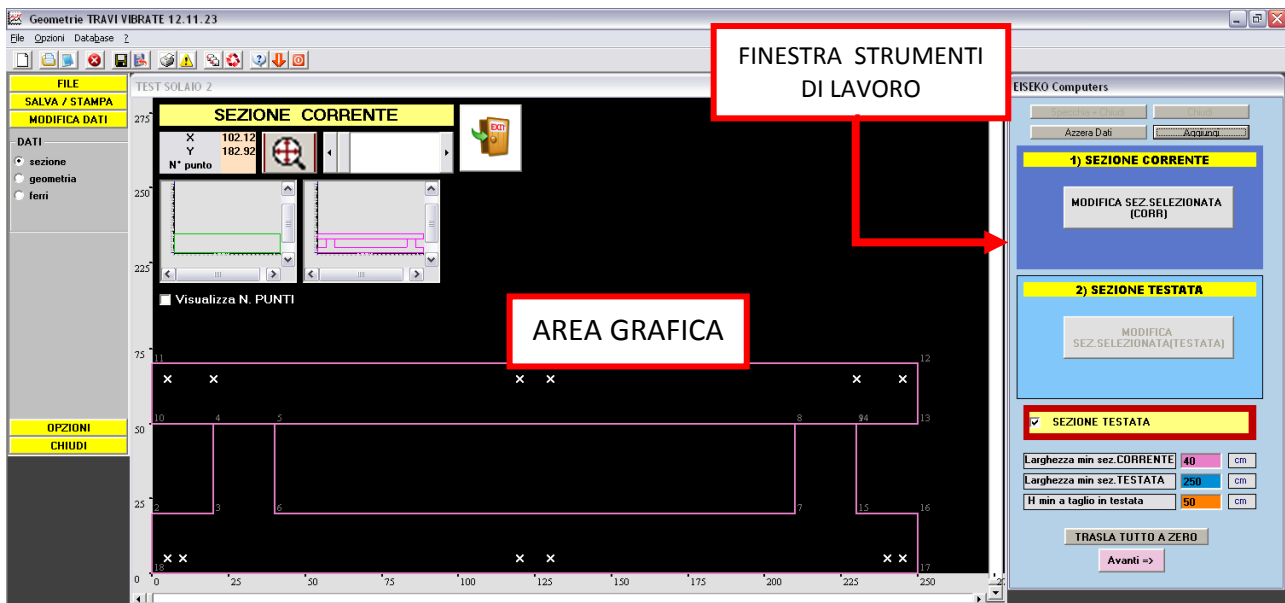 Geometrie TRAVI VIBRATE 12.11.23
File Opzioni Database ?
FILE
SALVA / STAMPA
MODIFICA DATI
DATI
sezione
geometria
ferri
OPZIONI
CHIUDI
TEST SOLAIO 2
SEZIONE CORRENTE
X 102.12
Y 182.92
N° punto
EXIT
Visualizza N. PUNTI
FINESTRA STRUMENTI
DI LAVORO
AREA GRAFICA
275
250
225
75
50
25
0
11 12
10 4 5 8 13
2 3 6 7 15 16
18 17
0 25 50 75 100 125 150 175 200 225 250
EISEKO Computers
Specchia + Chiudi Chiudi
Azzera Dati Aggiungi
1) SEZIONE CORRENTE
MODIFICA SEZ.SELEZIONATA
(CORR)
2) SEZIONE TESTATA
MODIFICA
SEZ.SELEZIONATA(TESTATA)
SEZIONE TESTATA
Larghezza min sez.CORRENTE 40 cm
Larghezza min sez.TESTATA 250 cm
H min a taglio in testata 50 cm
TRASLA TUTTO A ZERO
Avanti =>